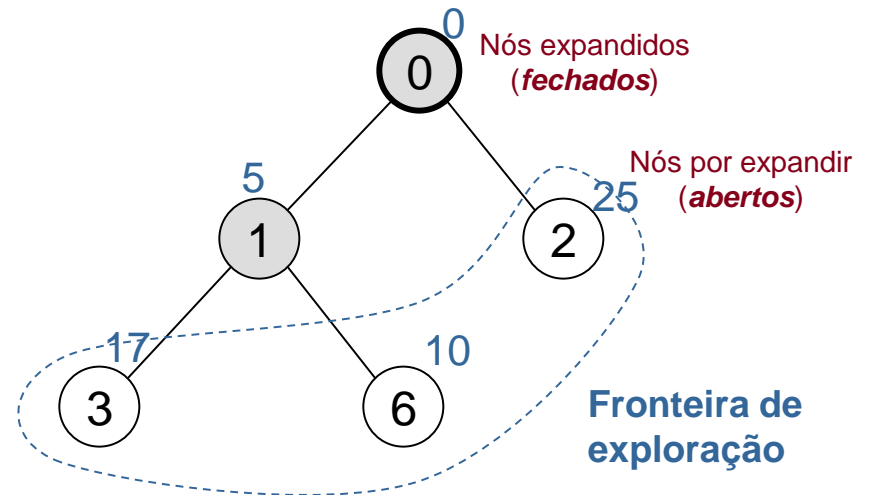 0
Nós expandidos
(fechados)
0
Nós por expandir
(abertos)
5
25
1
2
17
10
3
6
Fronteira de
exploração